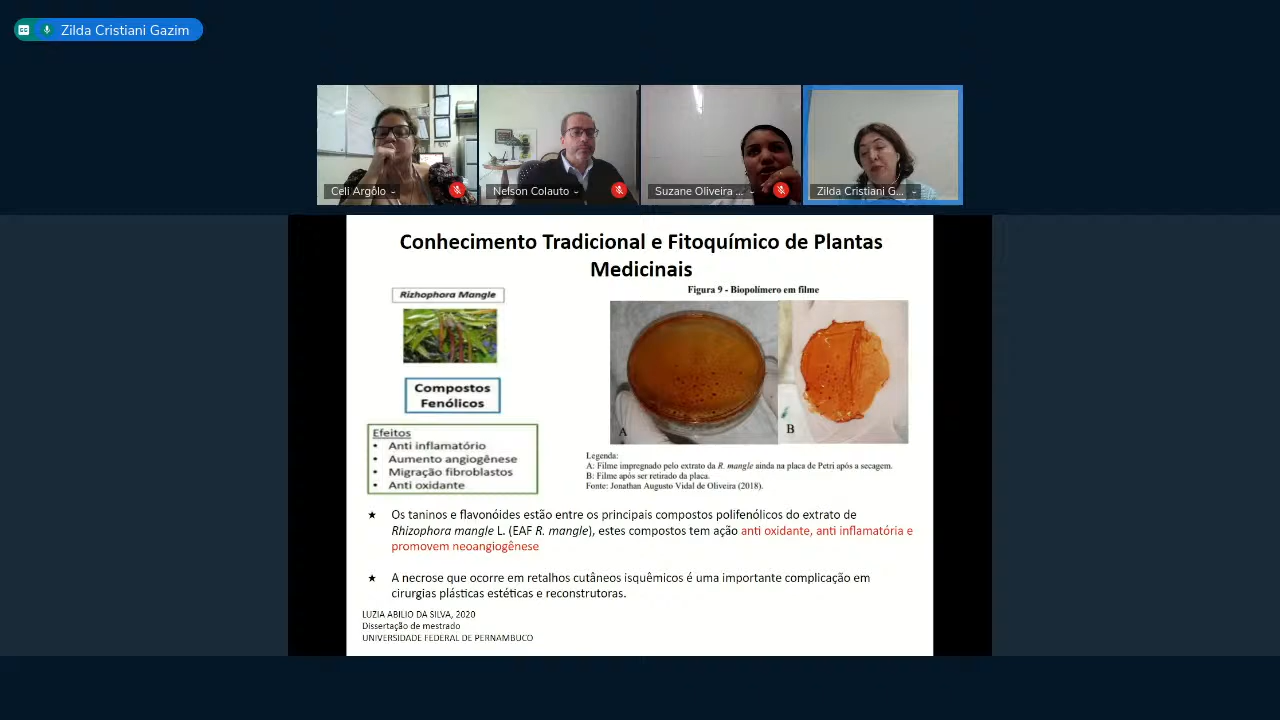 Zilda Cristiani Gazim
Celi Argôlo
Nelson Colauto
Suzane Oliveira ...
Zilda Cristiani G...
Conhecimento Tradicional e Fitoquímico de Plantas
Medicinais
Rizhophora Mangle
Compostos
Fenólicos
Efeitos
• Anti inflamatório
• Aumento angiogênese
• Migração fibroblastos
• Anti oxidante
Figura 9 - Biopolímero em filme
A
B
Legenda:
A: Filme impregnado pelo extrato da R. mangle ainda na placa de Petri após a secagem.
B: Filme após ser retirado da placa.
Fonte: Jonathan Augusto Vidal de Oliveira (2018).
★ Os taninos e flavonóides estão entre os principais compostos polifenólicos do extrato de
Rhizophora mangle L. (EAF R. mangle), estes compostos tem ação anti oxidante, anti inflamatória e
promovem neoangiogênese
★ A necrose que ocorre em retalhos cutâneos isquêmicos é uma importante complicação em
cirurgias plásticas estéticas e reconstrutoras.
LUZIA ABILIO DA SILVA, 2020
Dissertação de mestrado
UNIVERSIDADE FEDERAL DE PERNAMBUCO